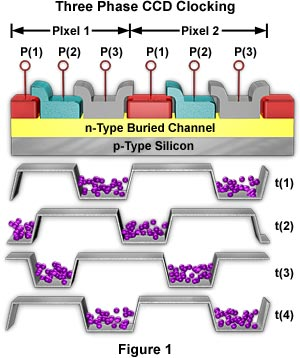 Three Phase CCD Clocking
Pixel 1 Pixel 2
P(1) P(2) P(3) P(1) P(2) P(3)
n-Type Buried Channel
p-Type Silicon
t(1)
t(2)
t(3)
t(4)
Figure 1